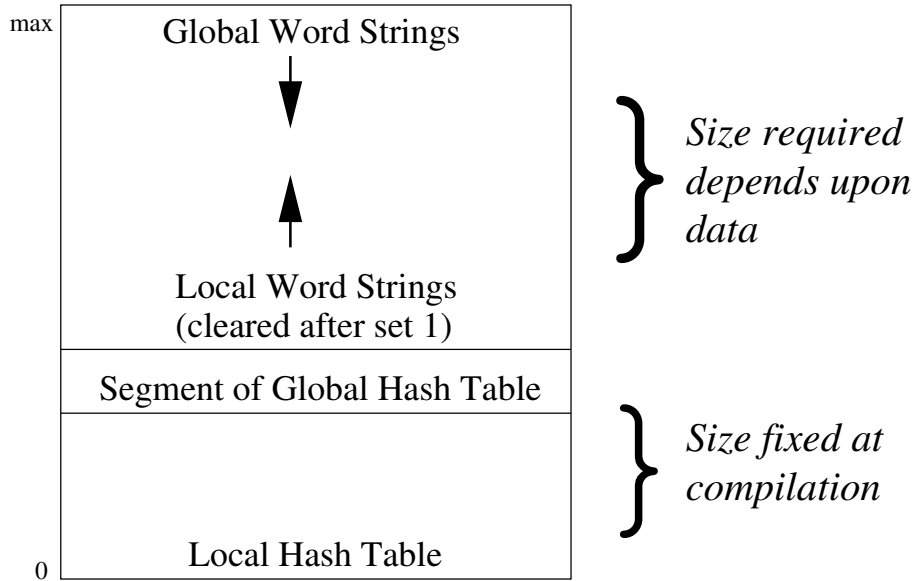 max
Global Word Strings
Size required
depends upon
data
Local Word Strings
(cleared after set 1)
Segment of Global Hash Table
Size fixed at
compilation
Local Hash Table
0